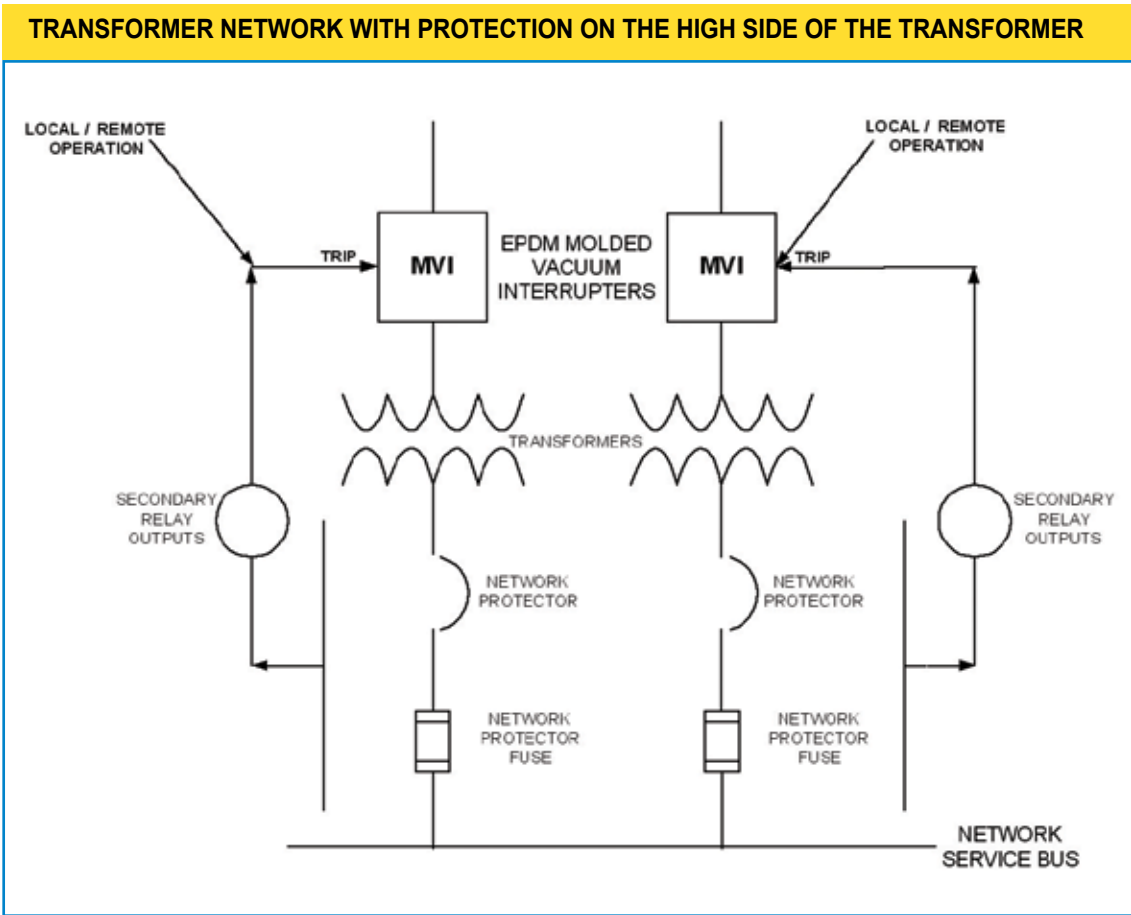 TRANSFORMER NETWORK WITH PROTECTION ON THE HIGH SIDE OF THE TRANSFORMER
LOCAL / REMOTE
OPERATION
LOCAL / REMOTE
OPERATION
TRIP
MVI
EPDM MOLDED
VACUUM
INTERRUPTERS
MVI
TRIP
TRANSFORMERS
SECONDARY
RELAY
OUTPUTS
SECONDARY
RELAY
OUTPUTS
NETWORK
PROTECTOR
NETWORK
PROTECTOR
NETWORK
PROTECTOR
FUSE
NETWORK
PROTECTOR
FUSE
NETWORK
SERVICE BUS